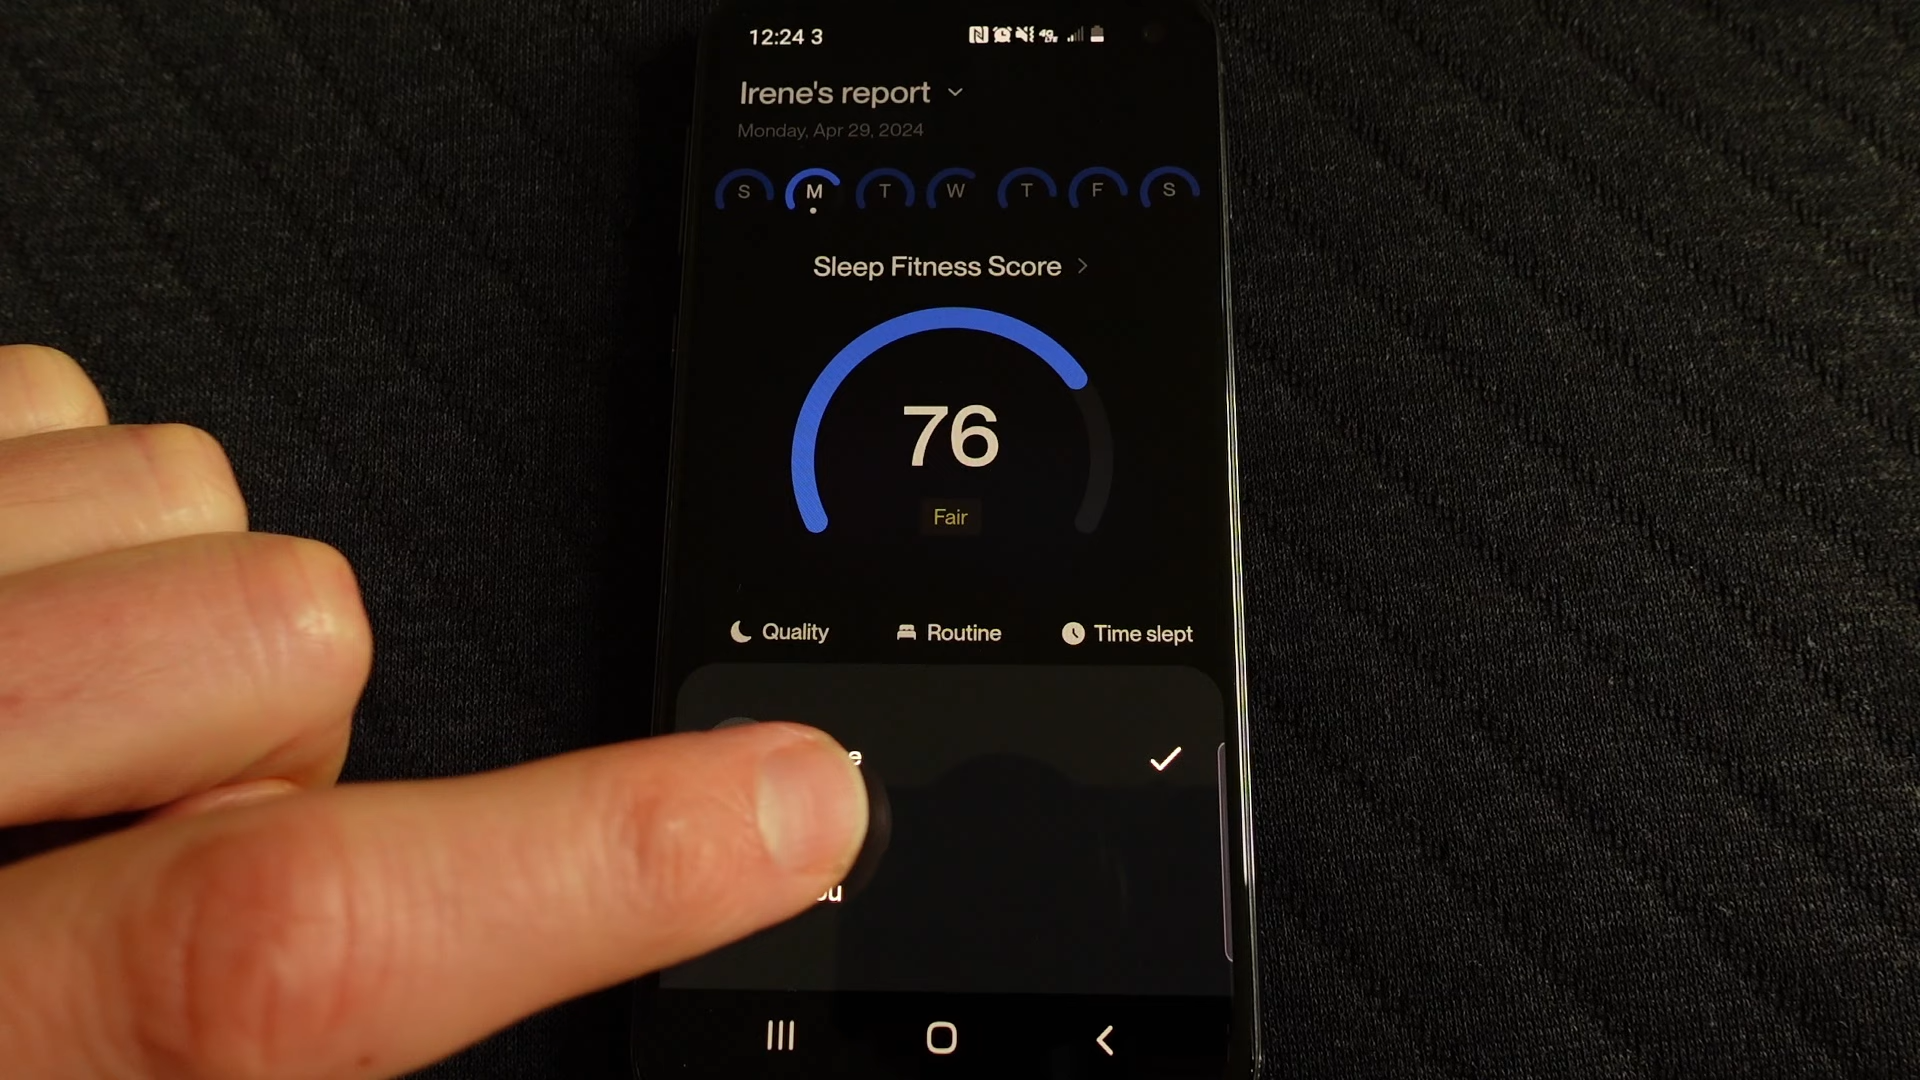 12:24 3
Irene's report
Monday, Apr 29, 2024
S M T W T F S
Sleep Fitness Score
76
Fair
Quality Routine Time slept